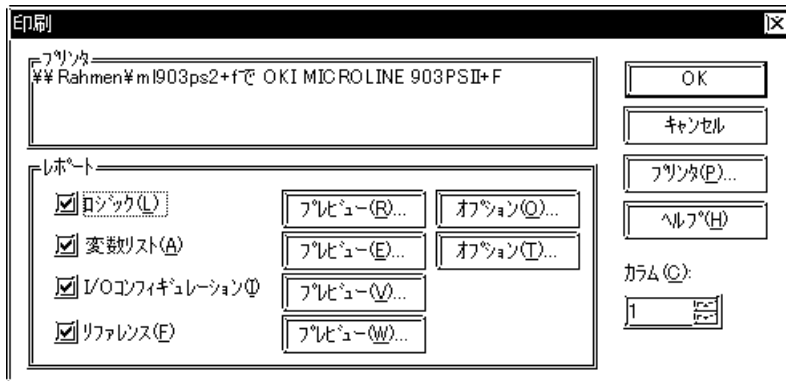 印刷
プリンタ
¥¥Rahmen¥ml903ps2+fで OKI MICROLINE 903PSII+F
レポート
ロジック(L) プレビュー(R)... オプション(O)...
変数リスト(A) プレビュー(E)... オプション(T)...
I/Oコンフィギュレーション(I) プレビュー(V)...
リファレンス(F) プレビュー(W)...
OK
キャンセル
プリンタ(P)...
ヘルプ(H)
カラム(C):
1